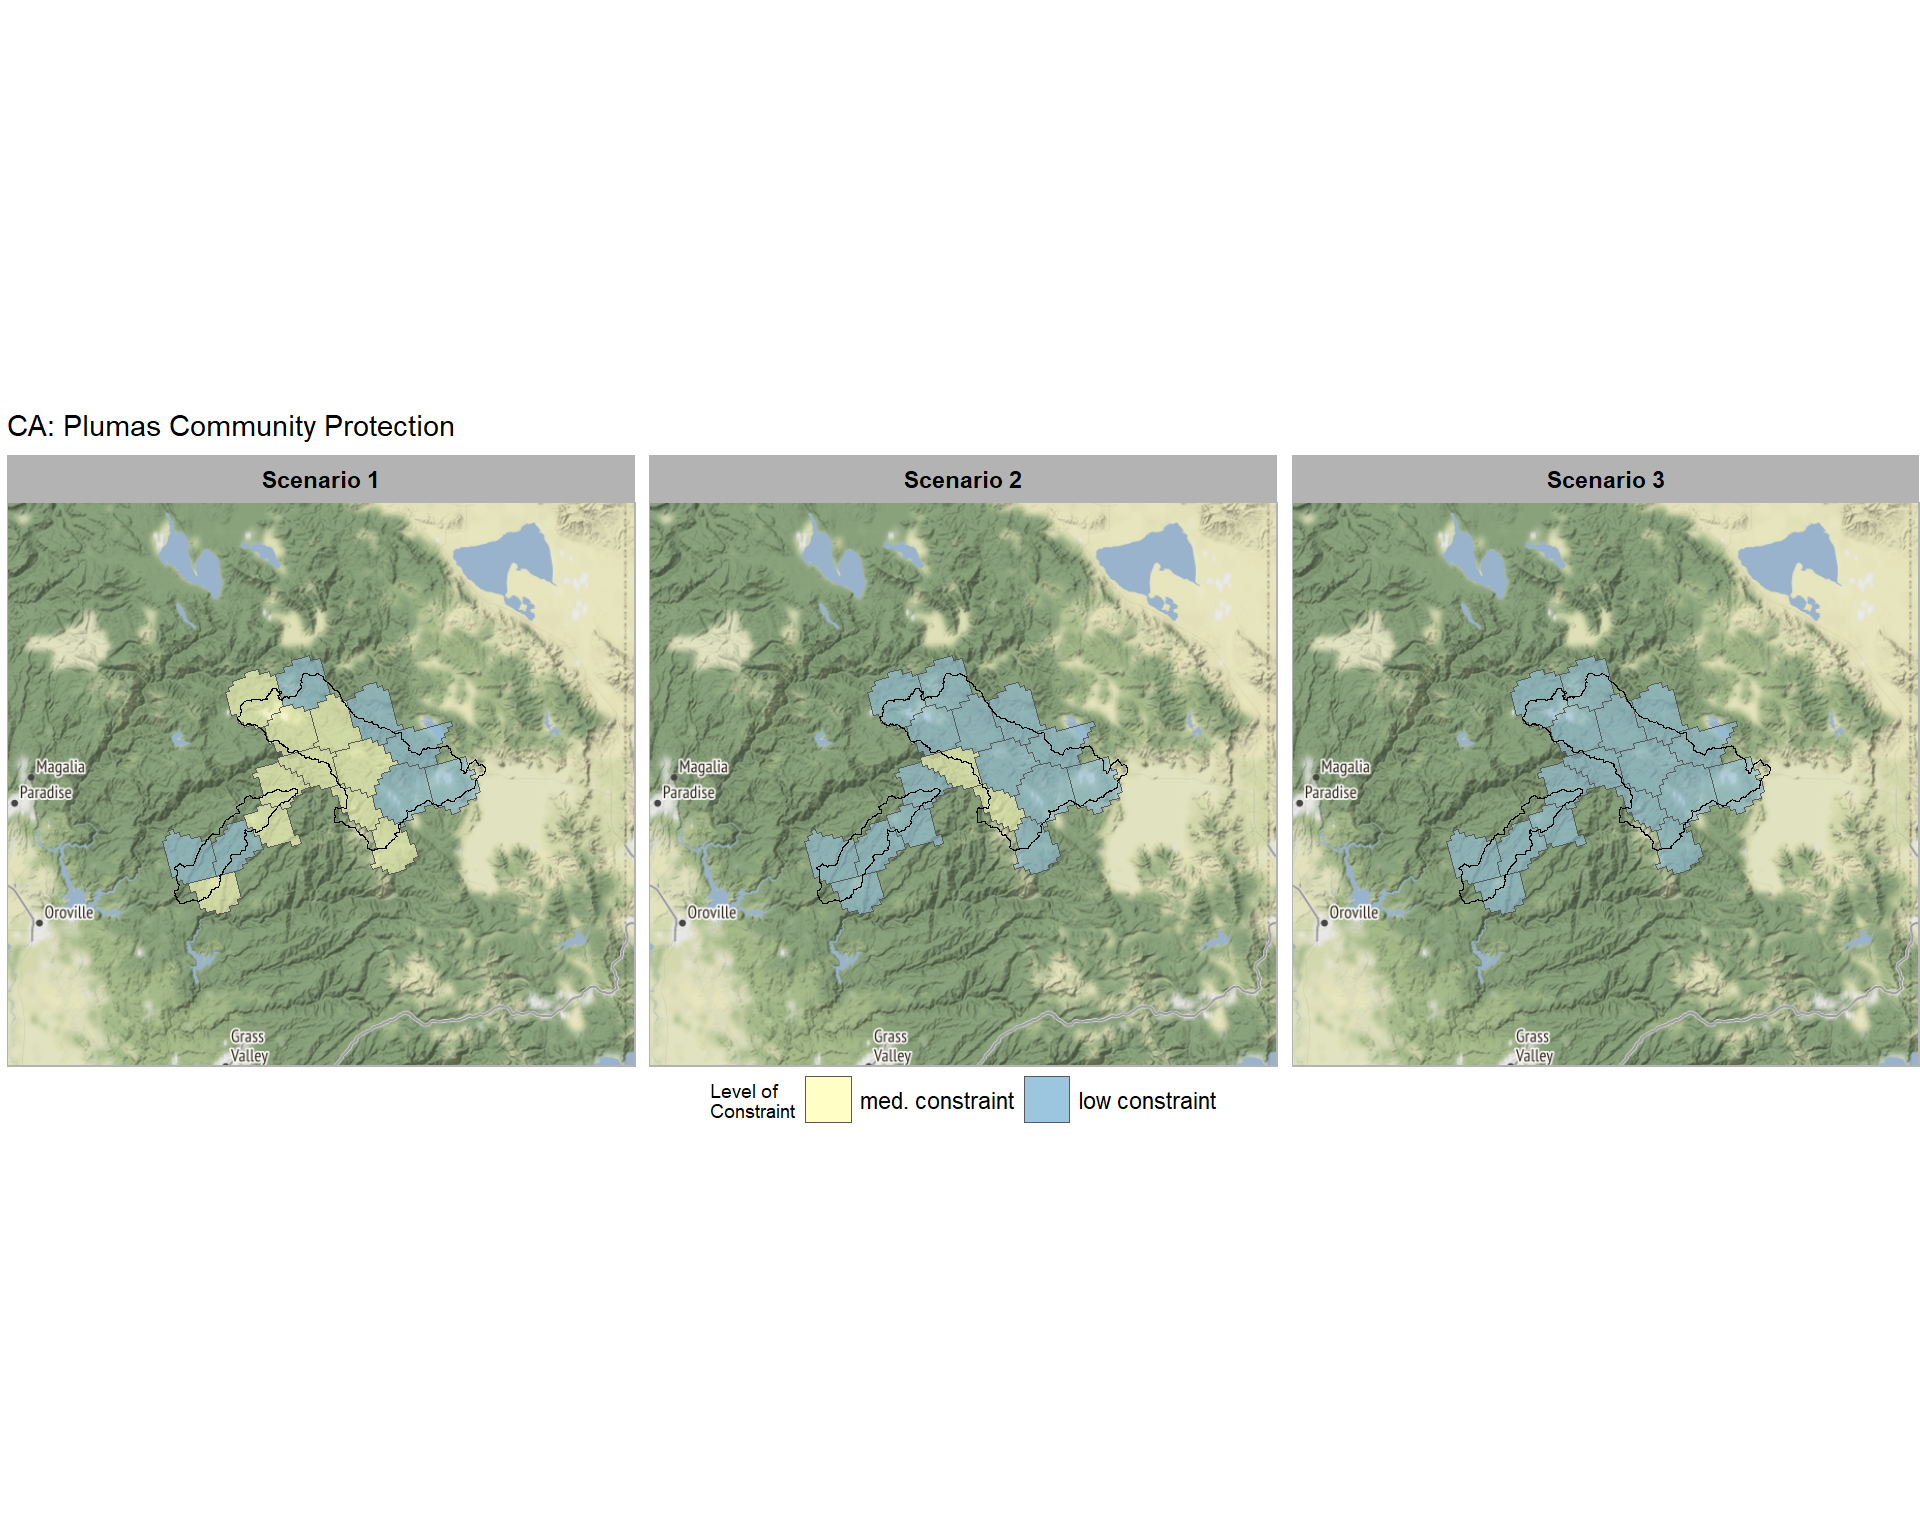 CA: Plumas Community Protection
Scenario 1
Scenario 2
Scenario 3
Magalia
Paradise
Oroville
Grass
Valley
Magalia
Paradise
Oroville
Grass
Valley
Magalia
Paradise
Oroville
Grass
Valley
Level of
Constraint
med. constraint
low constraint